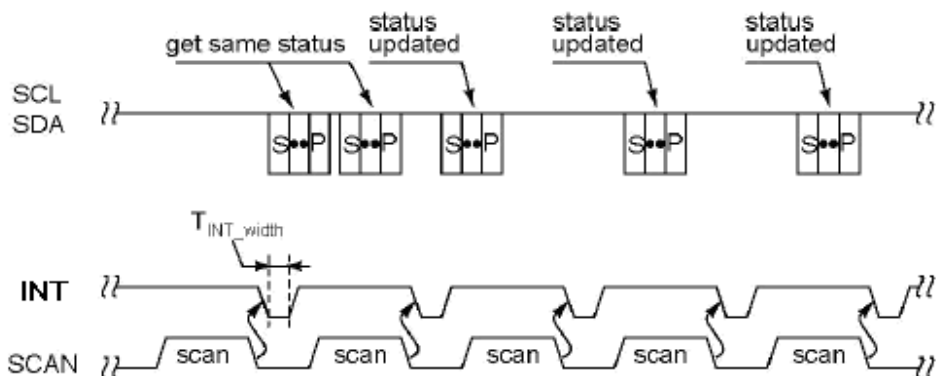 status
updated
status
updated
status
updated
get same status
SCL
SDA
S••P S••P S••P S••P S••P
TINT_width
INT
SCAN
scan scan scan scan scan